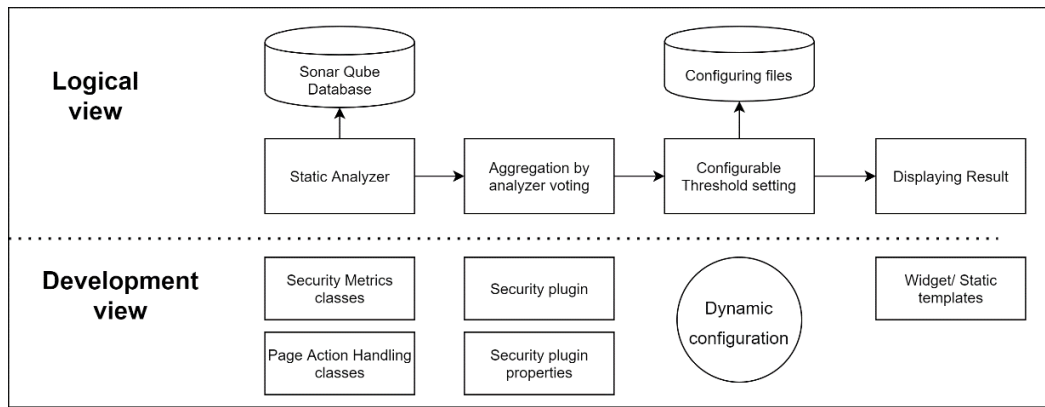 Logical
view
Sonar Qube
Database
Configuring files
Static Analyzer
Aggregation by
analyzer voting
Configurable
Threshold setting
Displaying Result
Development
view
Security Metrics
classes
Security plugin
Dynamic
configuration
Widget/ Static
templates
Page Action Handling
classes
Security plugin
properties